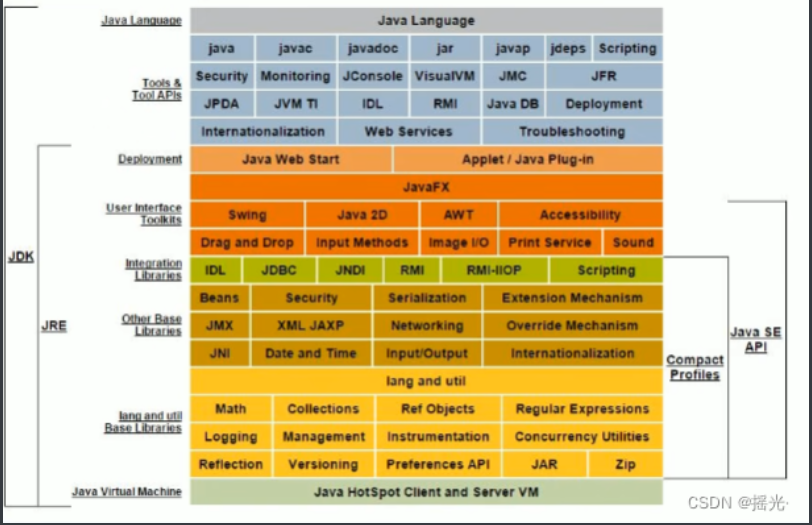 Java Language Java Language
java javac javadoc jar javap jdeps Scripting
Tools & Tool APIs Security Monitoring JConsole VisualVM JMC JFR
JPDA JVM TI IDL RMI Java DB Deployment
Internationalization Web Services Troubleshooting
Deployment Java Web Start Applet / Java Plug-in
JavaFX
User Interface Toolkits Swing Java 2D AWT Accessibility
Drag and Drop Input Methods Image I/O Print Service Sound
Integration Libraries IDL JDBC JNDI RMI RMI-IIOP Scripting
JDK
Beans Security Serialization Extension Mechanism
JRE Other Base Libraries JMX XML JAXP Networking Override Mechanism Java SE API
JNI Date and Time Input/Output Internationalization Compact Profiles
lang and util
Math Collections Ref Objects Regular Expressions
lang and util Base Libraries Logging Management Instrumentation Concurrency Utilities
Reflection Versioning Preferences API JAR Zip
Java Virtual Machine Java HotSpot Client and Server VM
CSDN @摇光·